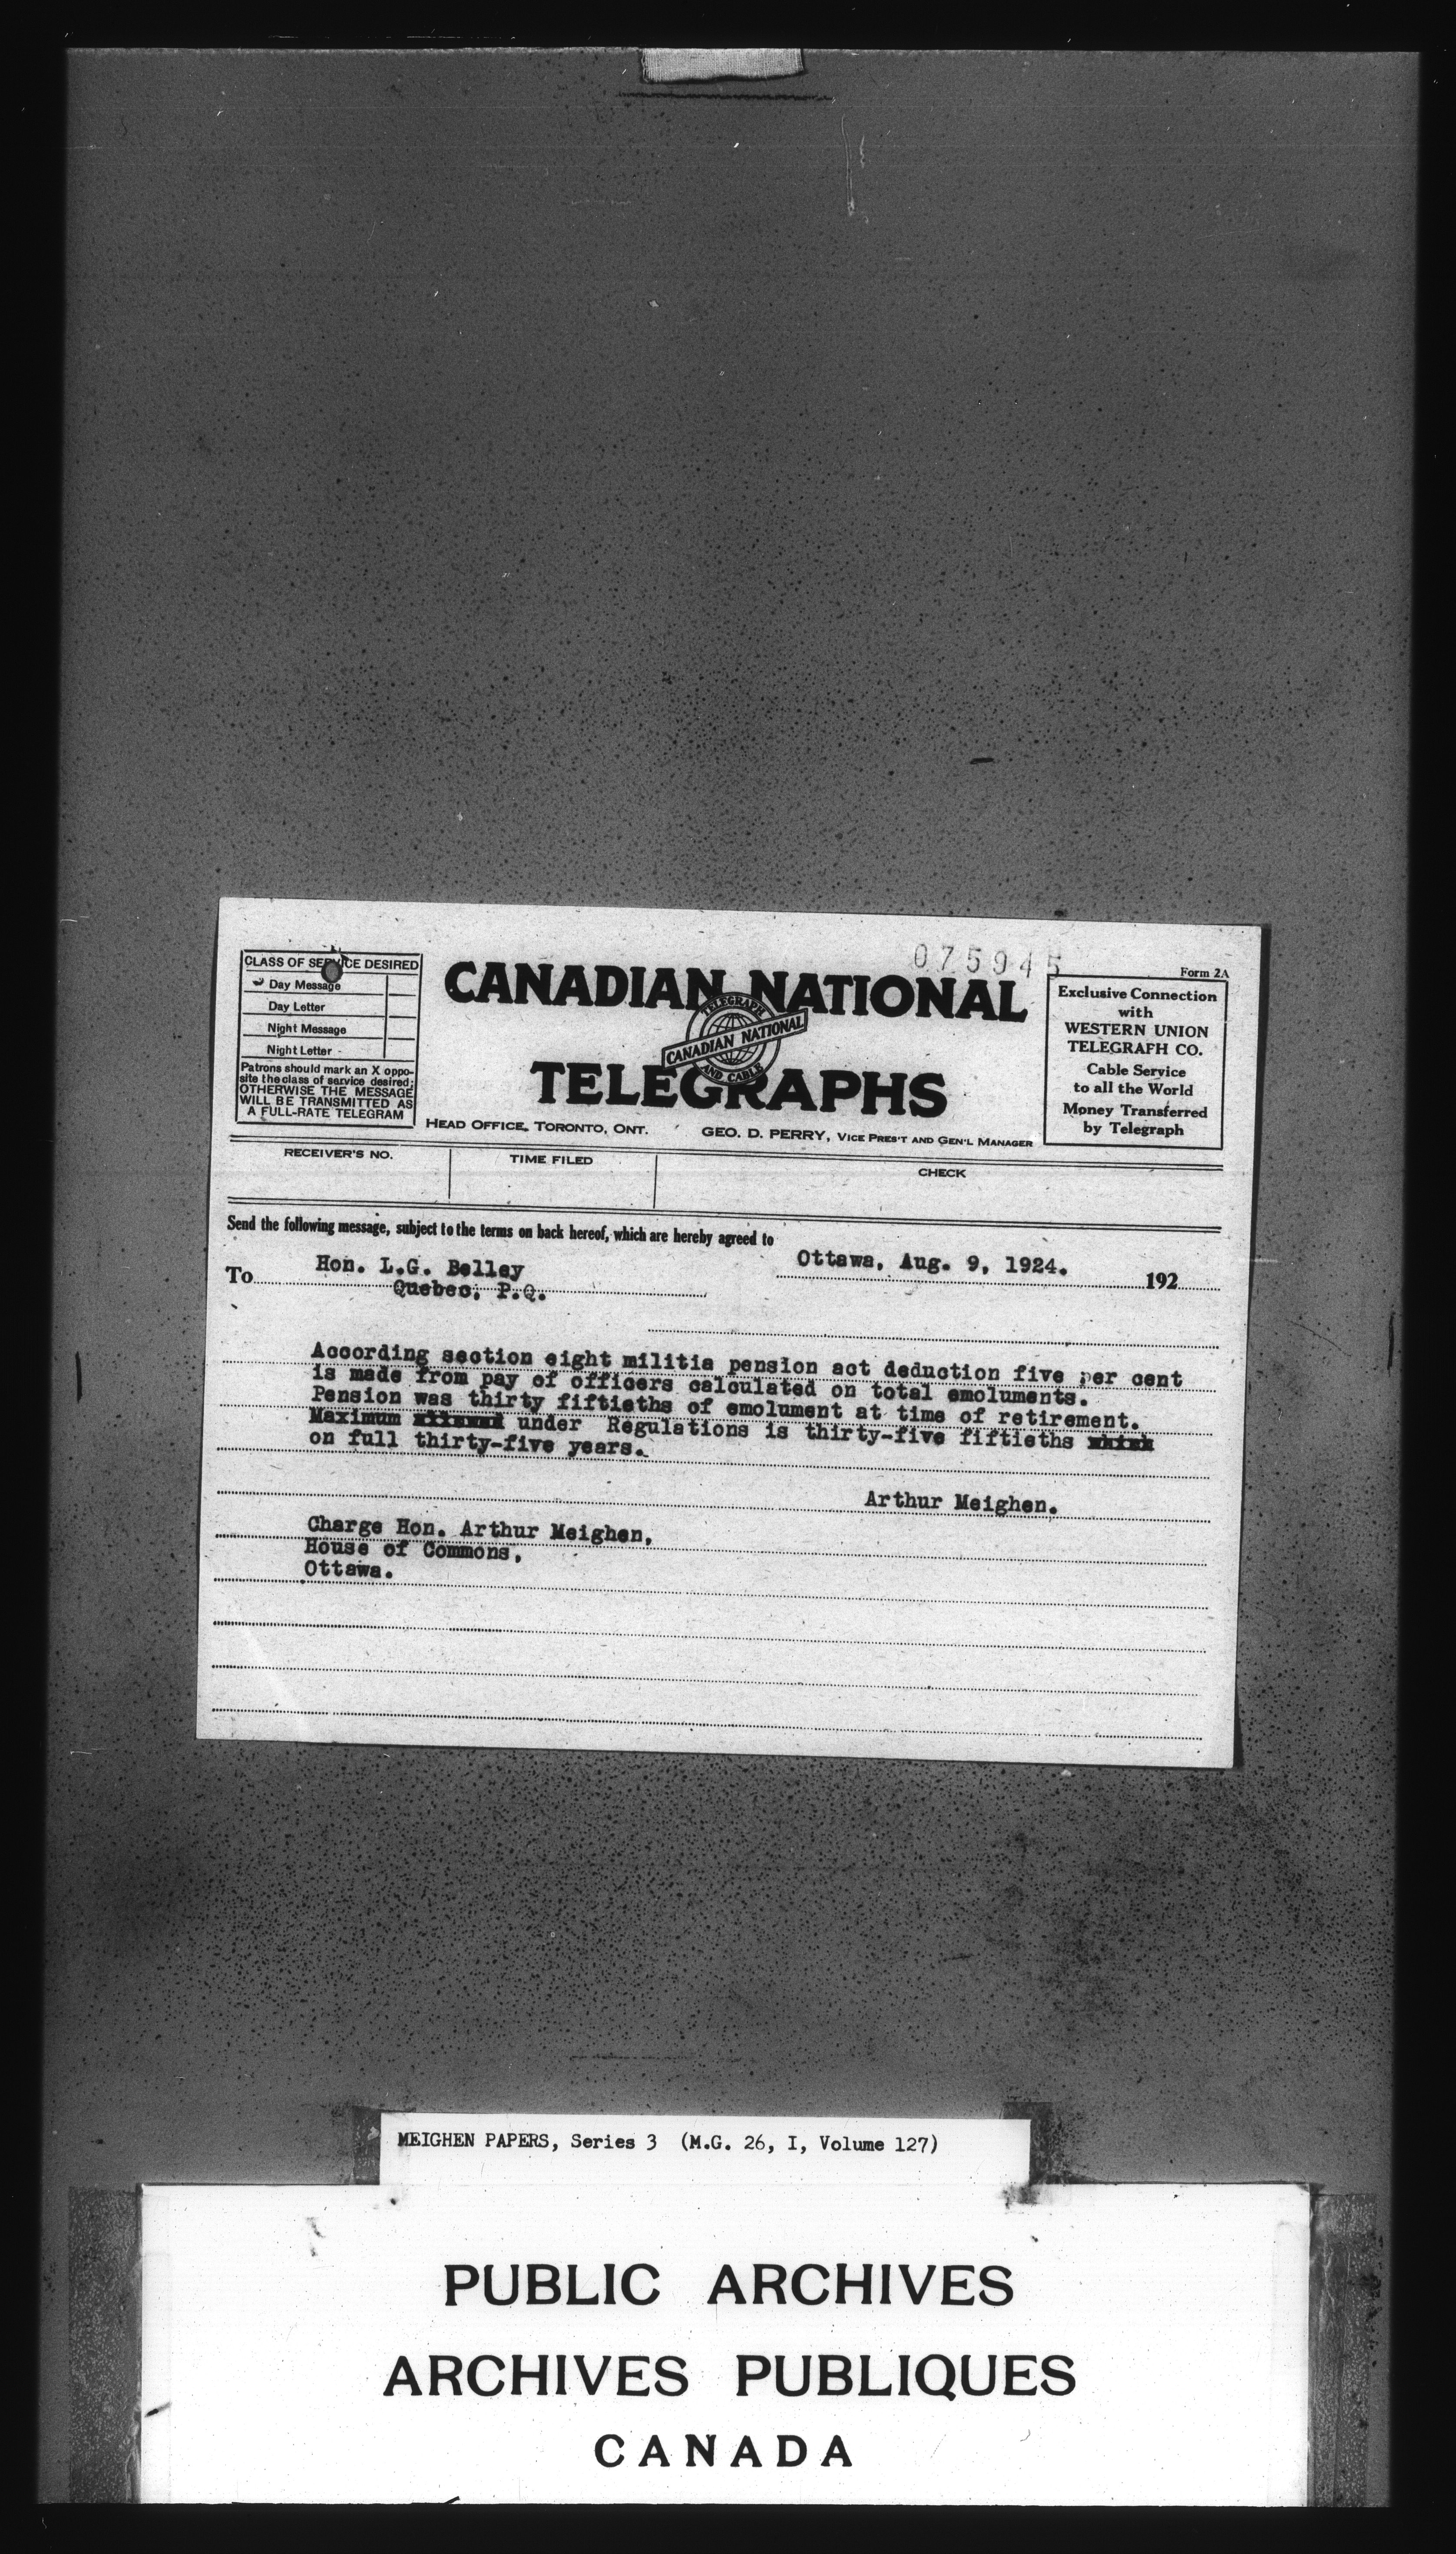 075945
Form 2A
CLASS OF SERVICE DESIRED
Day Message
Day Letter
Night Message
Night Letter
Patrons should mark an X oppo-
site the class of service desired;
OTHERWISE THE MESSAGE
WILL BE TRANSMITTED AS
A FULL-RATE TELEGRAM
CANADIAN NATIONAL
TELEGRAPH
CANADIAN NATIONAL
AND CABLE
TELEGRAPHS
HEAD OFFICE, TORONTO, ONT.
GEO. D. PERRY, VICE PRES'T AND GEN'L MANAGER
Exclusive Connection
with
WESTERN UNION
TELEGRAFH CO.
Cable Service
to all the World
Money Transferred
by Telegraph
RECEIVER'S NO.
TIME FILED
CHECK
Send the following message, subject to the terms on back hereof, which are hereby agreed to
Ottawa, Aug. 9, 1924. 192
To Hon. L.G. Belley
Quebec, P.Q.
According section eight militia pension act deduction five per cent
is made from pay of officers calculated on total emoluments.
Pension was thirty fiftieths of emolument at time of retirement.
Maximum under Regulations is thirty-five fiftieths
on full thirty-five years.
Arthur Meighen.
Charge Hon. Arthur Meighen,
House of Commons,
Ottawa.
MEIGHEN PAPERS, Series 3 (M.G. 26, I, Volume 127)
PUBLIC ARCHIVES
ARCHIVES PUBLIQUES
CANADA